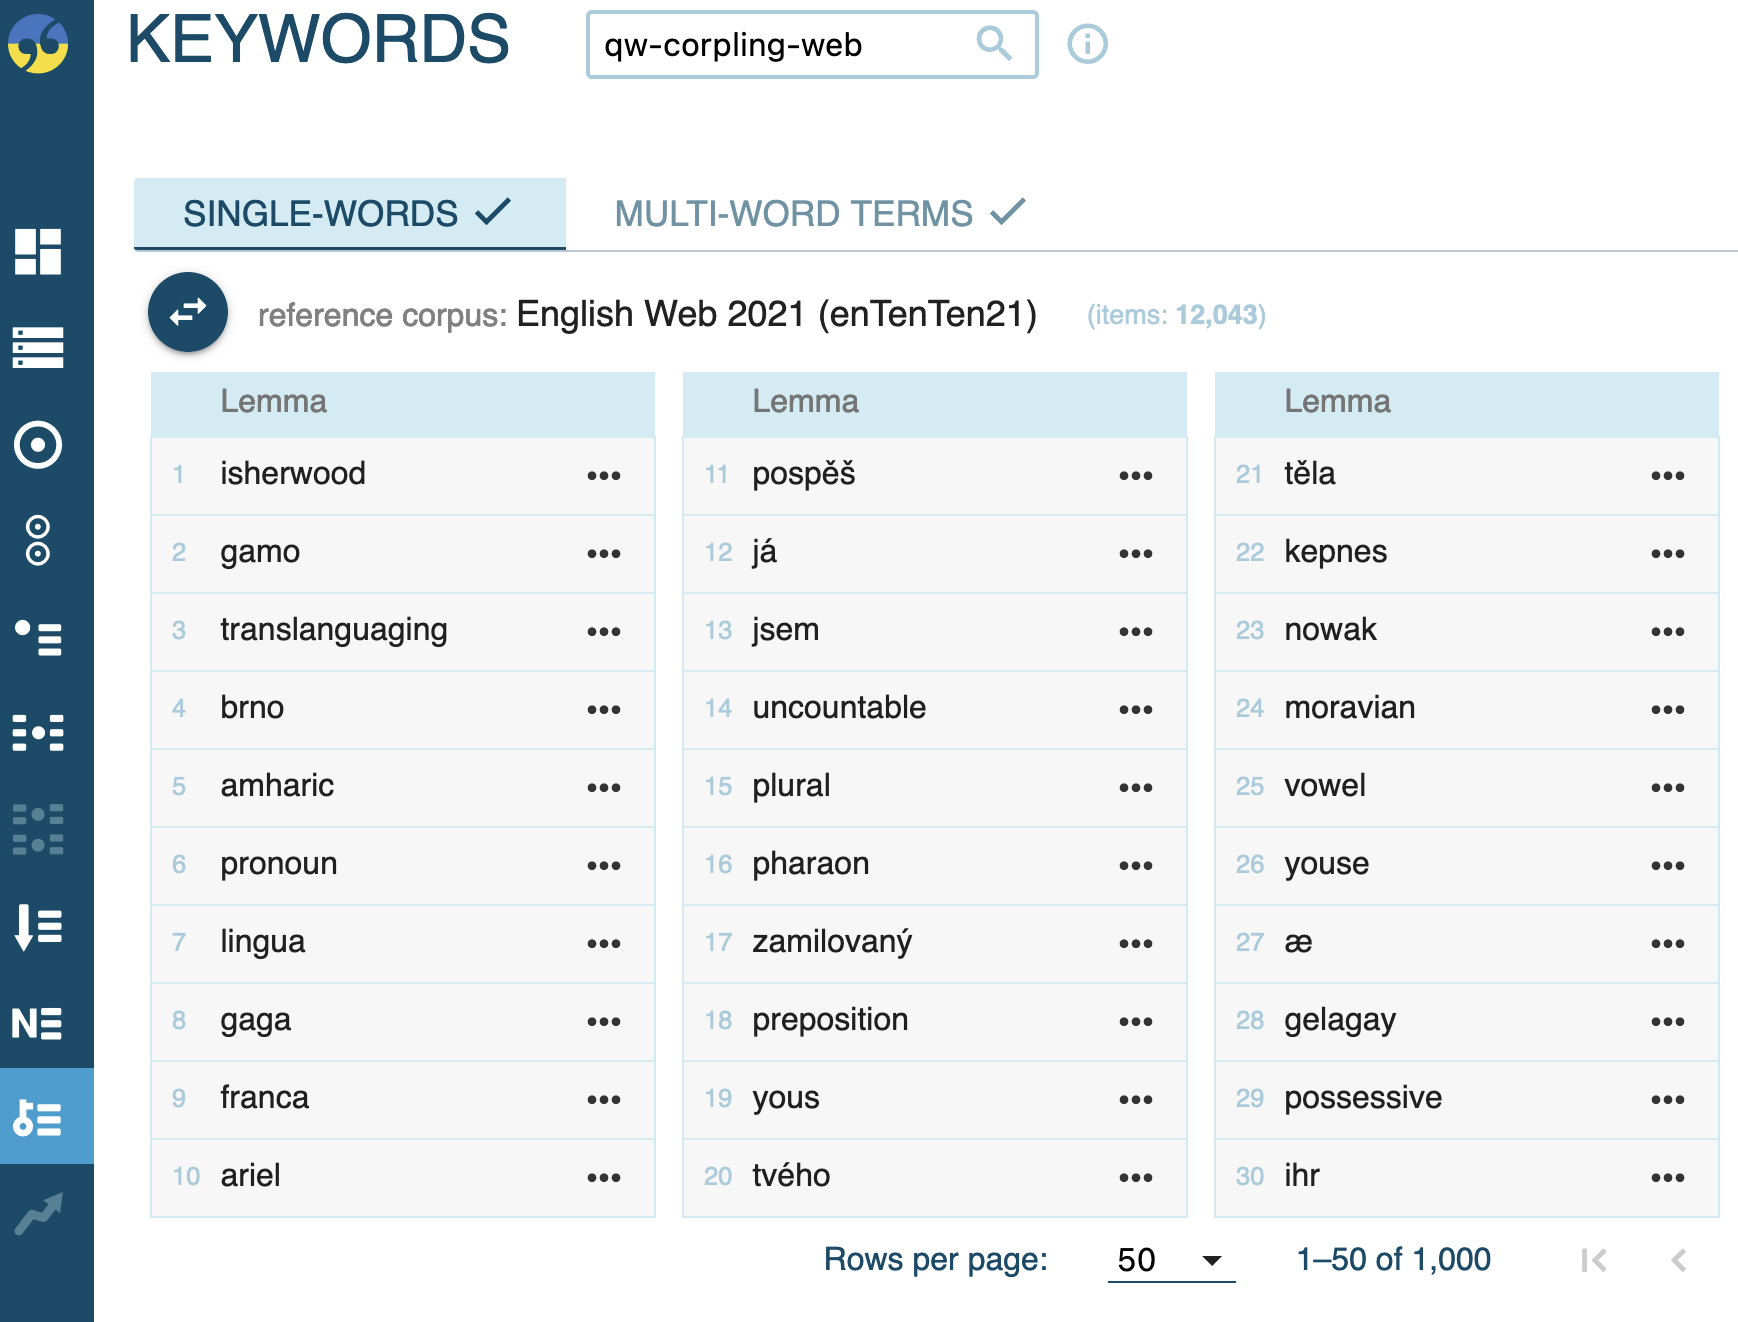 KEYWORDS
qw-corpling-web
SINGLE-WORDS
MULTI-WORD TERMS
reference corpus: English Web 2021 (enTenTen21) (items: 12,043)
Lemma
1 isherwood
2 gamo
3 translanguaging
4 brno
5 amharic
6 pronoun
7 lingua
8 gaga
9 franca
10 ariel
Lemma
11 pospěš
12 já
13 jsem
14 uncountable
15 plural
16 pharaon
17 zamilovaný
18 preposition
19 yous
20 tvého
Lemma
21 těla
22 kepnes
23 nowak
24 moravian
25 vowel
26 youse
27 æ
28 gelagay
29 possessive
30 ihr
Rows per page: 50 1–50 of 1,000